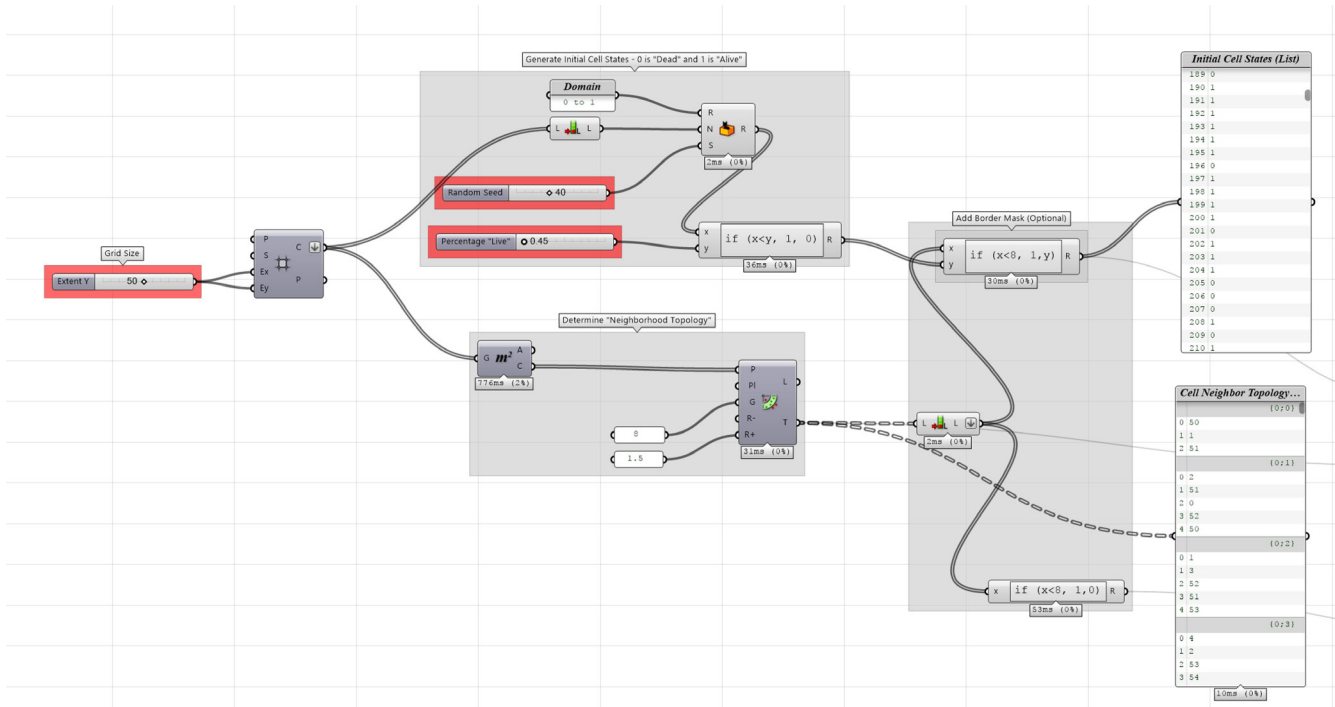 Generate Initial Cell States - 0 is "Dead" and 1 is "Alive"
Domain
0 to 1
L L
R
N R
S
2ms (0%)
Random Seed 40
Percentage "Live" 0.45
x
y
if (x<y, 1, 0) R
36ms (0%)
Grid Size
Extent Y 50
P
C
S
Ex
P
Ey
Determine "Neighborhood Topology"
G m² A
C
776ms (2%)
P
L
Pl
G
R-
T
R+
31ms (0%)
8
1.5
Add Border Mask (Optional)
x
y
if (x<8, 1,y) R
30ms (0%)
L L
2ms (0%)
x if (x<8, 1,0) R
53ms (0%)
Initial Cell States (List)
189 0
190 1
191 1
192 1
193 1
194 1
195 1
196 0
197 1
198 1
199 1
200 1
201 0
202 1
203 1
204 1
205 0
206 0
207 0
208 1
209 0
210 1
Cell Neighbor Topology...
{0;0}
0 50
1 1
2 51
{0;1}
0 2
1 51
2 0
3 52
4 50
{0;2}
0 1
1 3
2 52
3 51
4 53
{0;3}
0 4
1 2
2 53
3 54
10ms (0%)